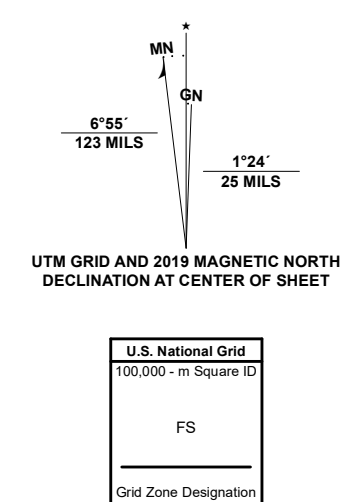 ★
MN
GN
6°55´
123 MILS
1°24´
25 MILS
UTM GRID AND 2019 MAGNETIC NORTH
DECLINATION AT CENTER OF SHEET
U.S. National Grid
100,000 - m Square ID
FS
Grid Zone Designation